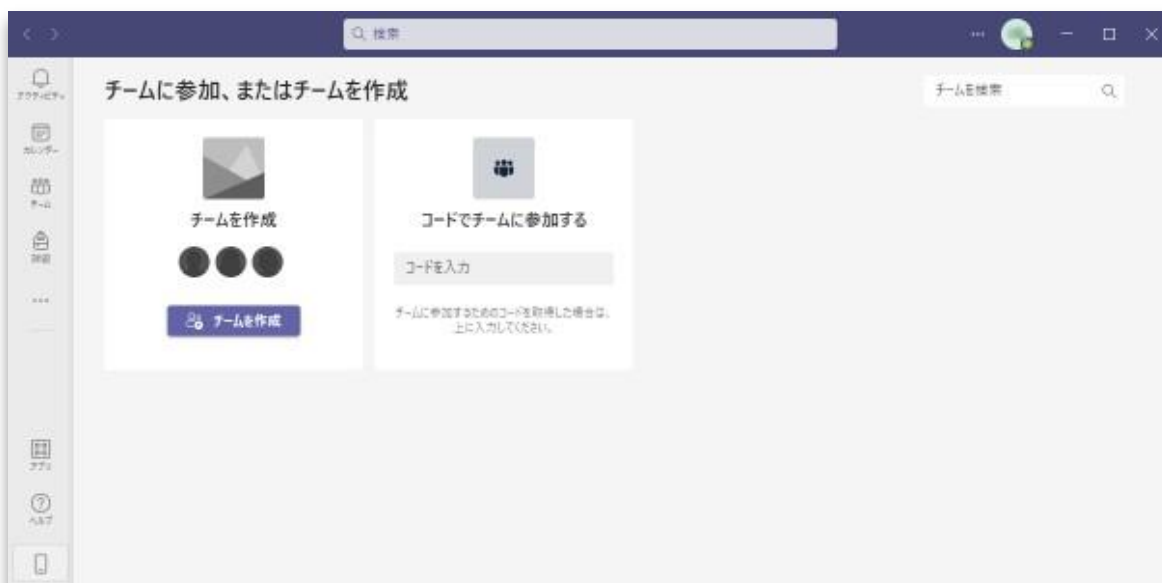 検索
アクティビティ
チームに参加、またはチームを作成
チームを検索
カレンダー
チーム
課題
チームを作成
コードでチームに参加する
コードを入力
チームを作成
チームに参加するためのコードを取得した場合は、
上に入力してください。
アプリ
ヘルプ